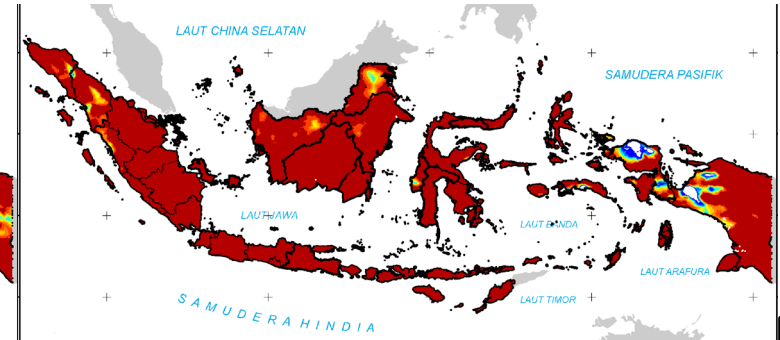 LAUT CHINA SELATAN
SAMUDERA PASIFIK
LAUT JAWA
LAUT BANDA
LAUT ARAFURA
LAUT TIMOR
SAMUDERA HINDIA